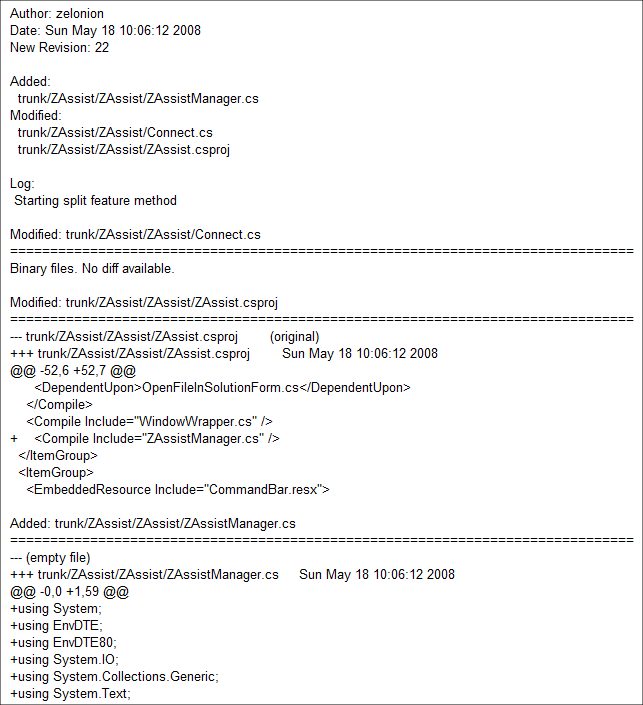 Author: zelonion
Date: Sun May 18 10:06:12 2008
New Revision: 22
Added:
trunk/ZAssist/ZAssist/ZAssistManager.cs
Modified:
trunk/ZAssist/ZAssist/Connect.cs
trunk/ZAssist/ZAssist/ZAssist.csproj
Log:
Starting split feature method
Modified: trunk/ZAssist/ZAssist/Connect.cs
==============================================================================
Binary files. No diff available.
Modified: trunk/ZAssist/ZAssist/ZAssist.csproj
==============================================================================
--- trunk/ZAssist/ZAssist/ZAssist.csproj (original)
+++ trunk/ZAssist/ZAssist/ZAssist.csproj Sun May 18 10:06:12 2008
@@ -52,6 +52,7 @@
<DependentUpon>OpenFileInSolutionForm.cs</DependentUpon>
</Compile>
<Compile Include="WindowWrapper.cs" />
+ <Compile Include="ZAssistManager.cs" />
</ItemGroup>
<ItemGroup>
<EmbeddedResource Include="CommandBar.resx">
Added: trunk/ZAssist/ZAssist/ZAssistManager.cs
==============================================================================
--- (empty file)
+++ trunk/ZAssist/ZAssist/ZAssistManager.cs Sun May 18 10:06:12 2008
@@ -0,0 +1,59 @@
+using System;
+using EnvDTE;
+using EnvDTE80;
+using System.IO;
+using System.Collections.Generic;
+using System.Text;